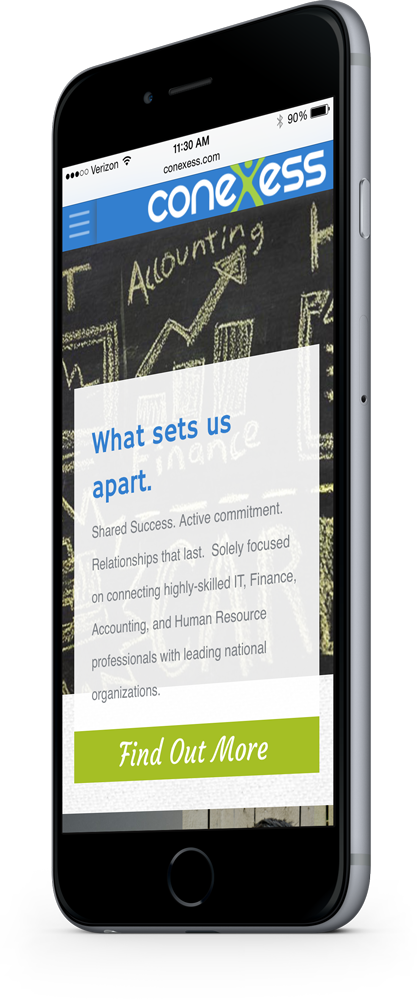 Verizon
11:30 AM
90%
conexess.com
conexess
Accounting
Finance
What sets us
apart.
Shared Success. Active commitment.
Relationships that last. Solely focused
on connecting highly-skilled IT, Finance,
Accounting, and Human Resource
professionals with leading national
organizations.
Find Out More